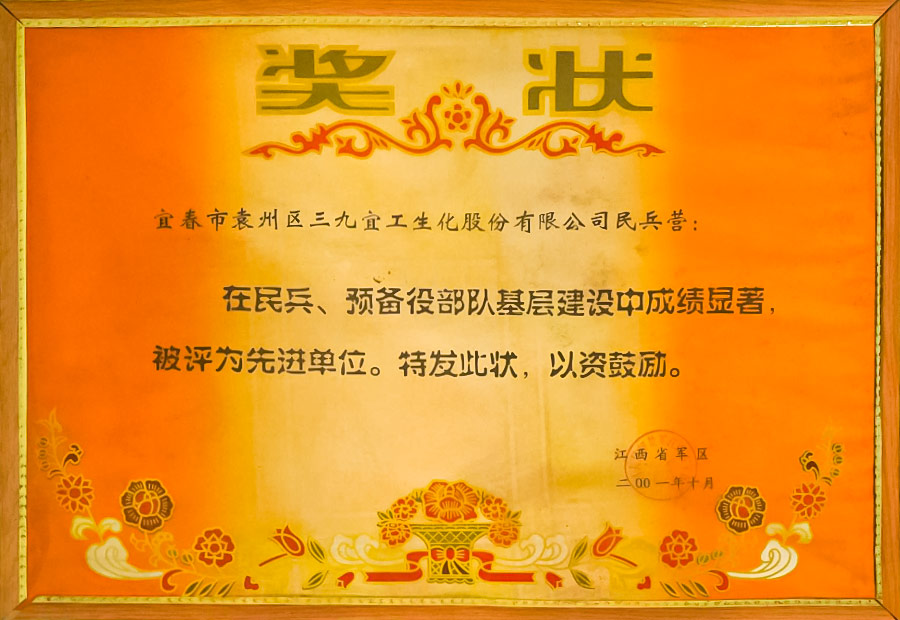 奖状
宜春市袁州区三九宜工生化股份有限公司民兵营：
在民兵、预备役部队基层建设中成绩显著，
被评为先进单位。特发此状，以资鼓励。
江西省军区
二00一年十月